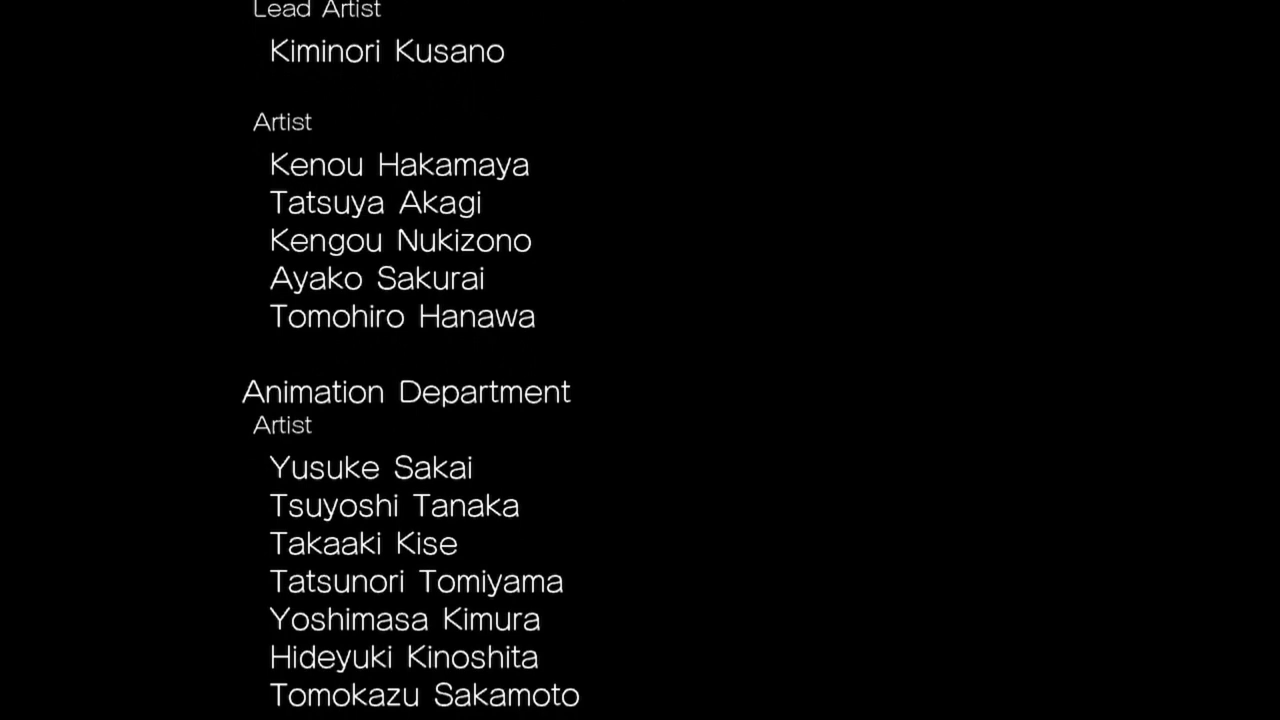 Lead Artist
Kiminori Kusano
Artist
Kenou Hakamaya
Tatsuya Akagi
Kengou Nukizono
Ayako Sakurai
Tomohiro Hanawa
Animation Department
Artist
Yusuke Sakai
Tsuyoshi Tanaka
Takaaki Kise
Tatsunori Tomiyama
Yoshimasa Kimura
Hideyuki Kinoshita
Tomokazu Sakamoto